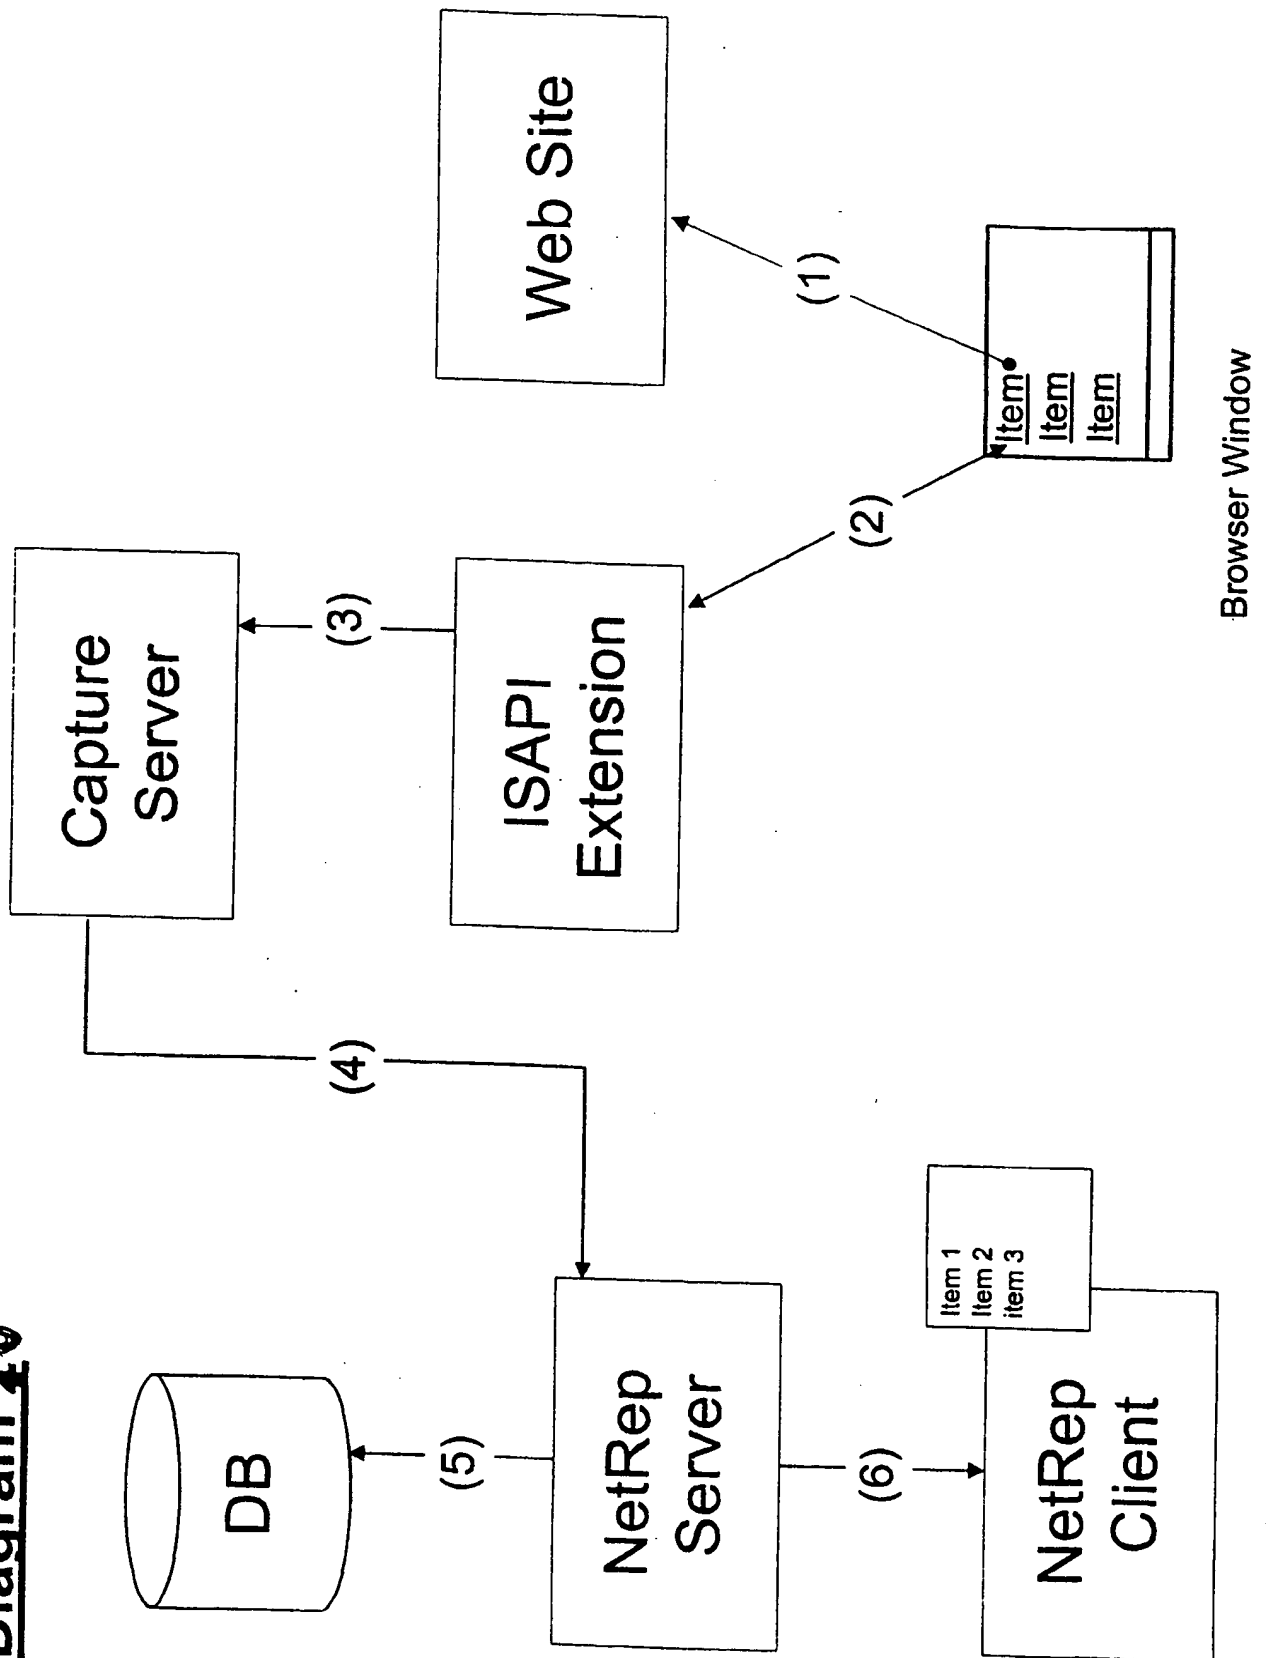 Diagram
DB
(5)
NetRep
Server
(6)
NetRep
Client
Item 1
Item 2
item 3
(4)
Capture
Server
(3)
ISAPI
Extension
(2)
Web Site
(1)
Item
Item
Item
Browser Window